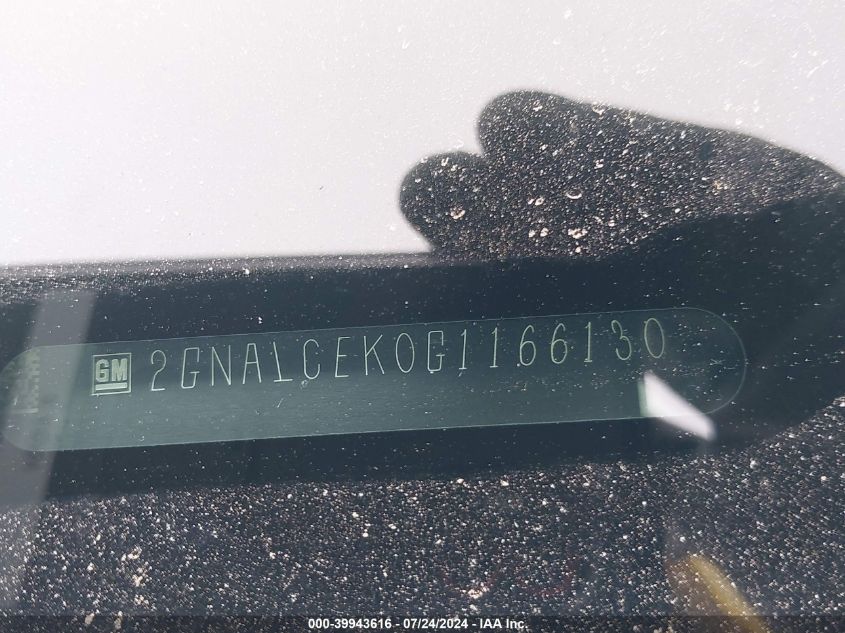 GM 2GNALCEK0G1166130
000-39943616 - 07/24/2024 - IAA Inc.